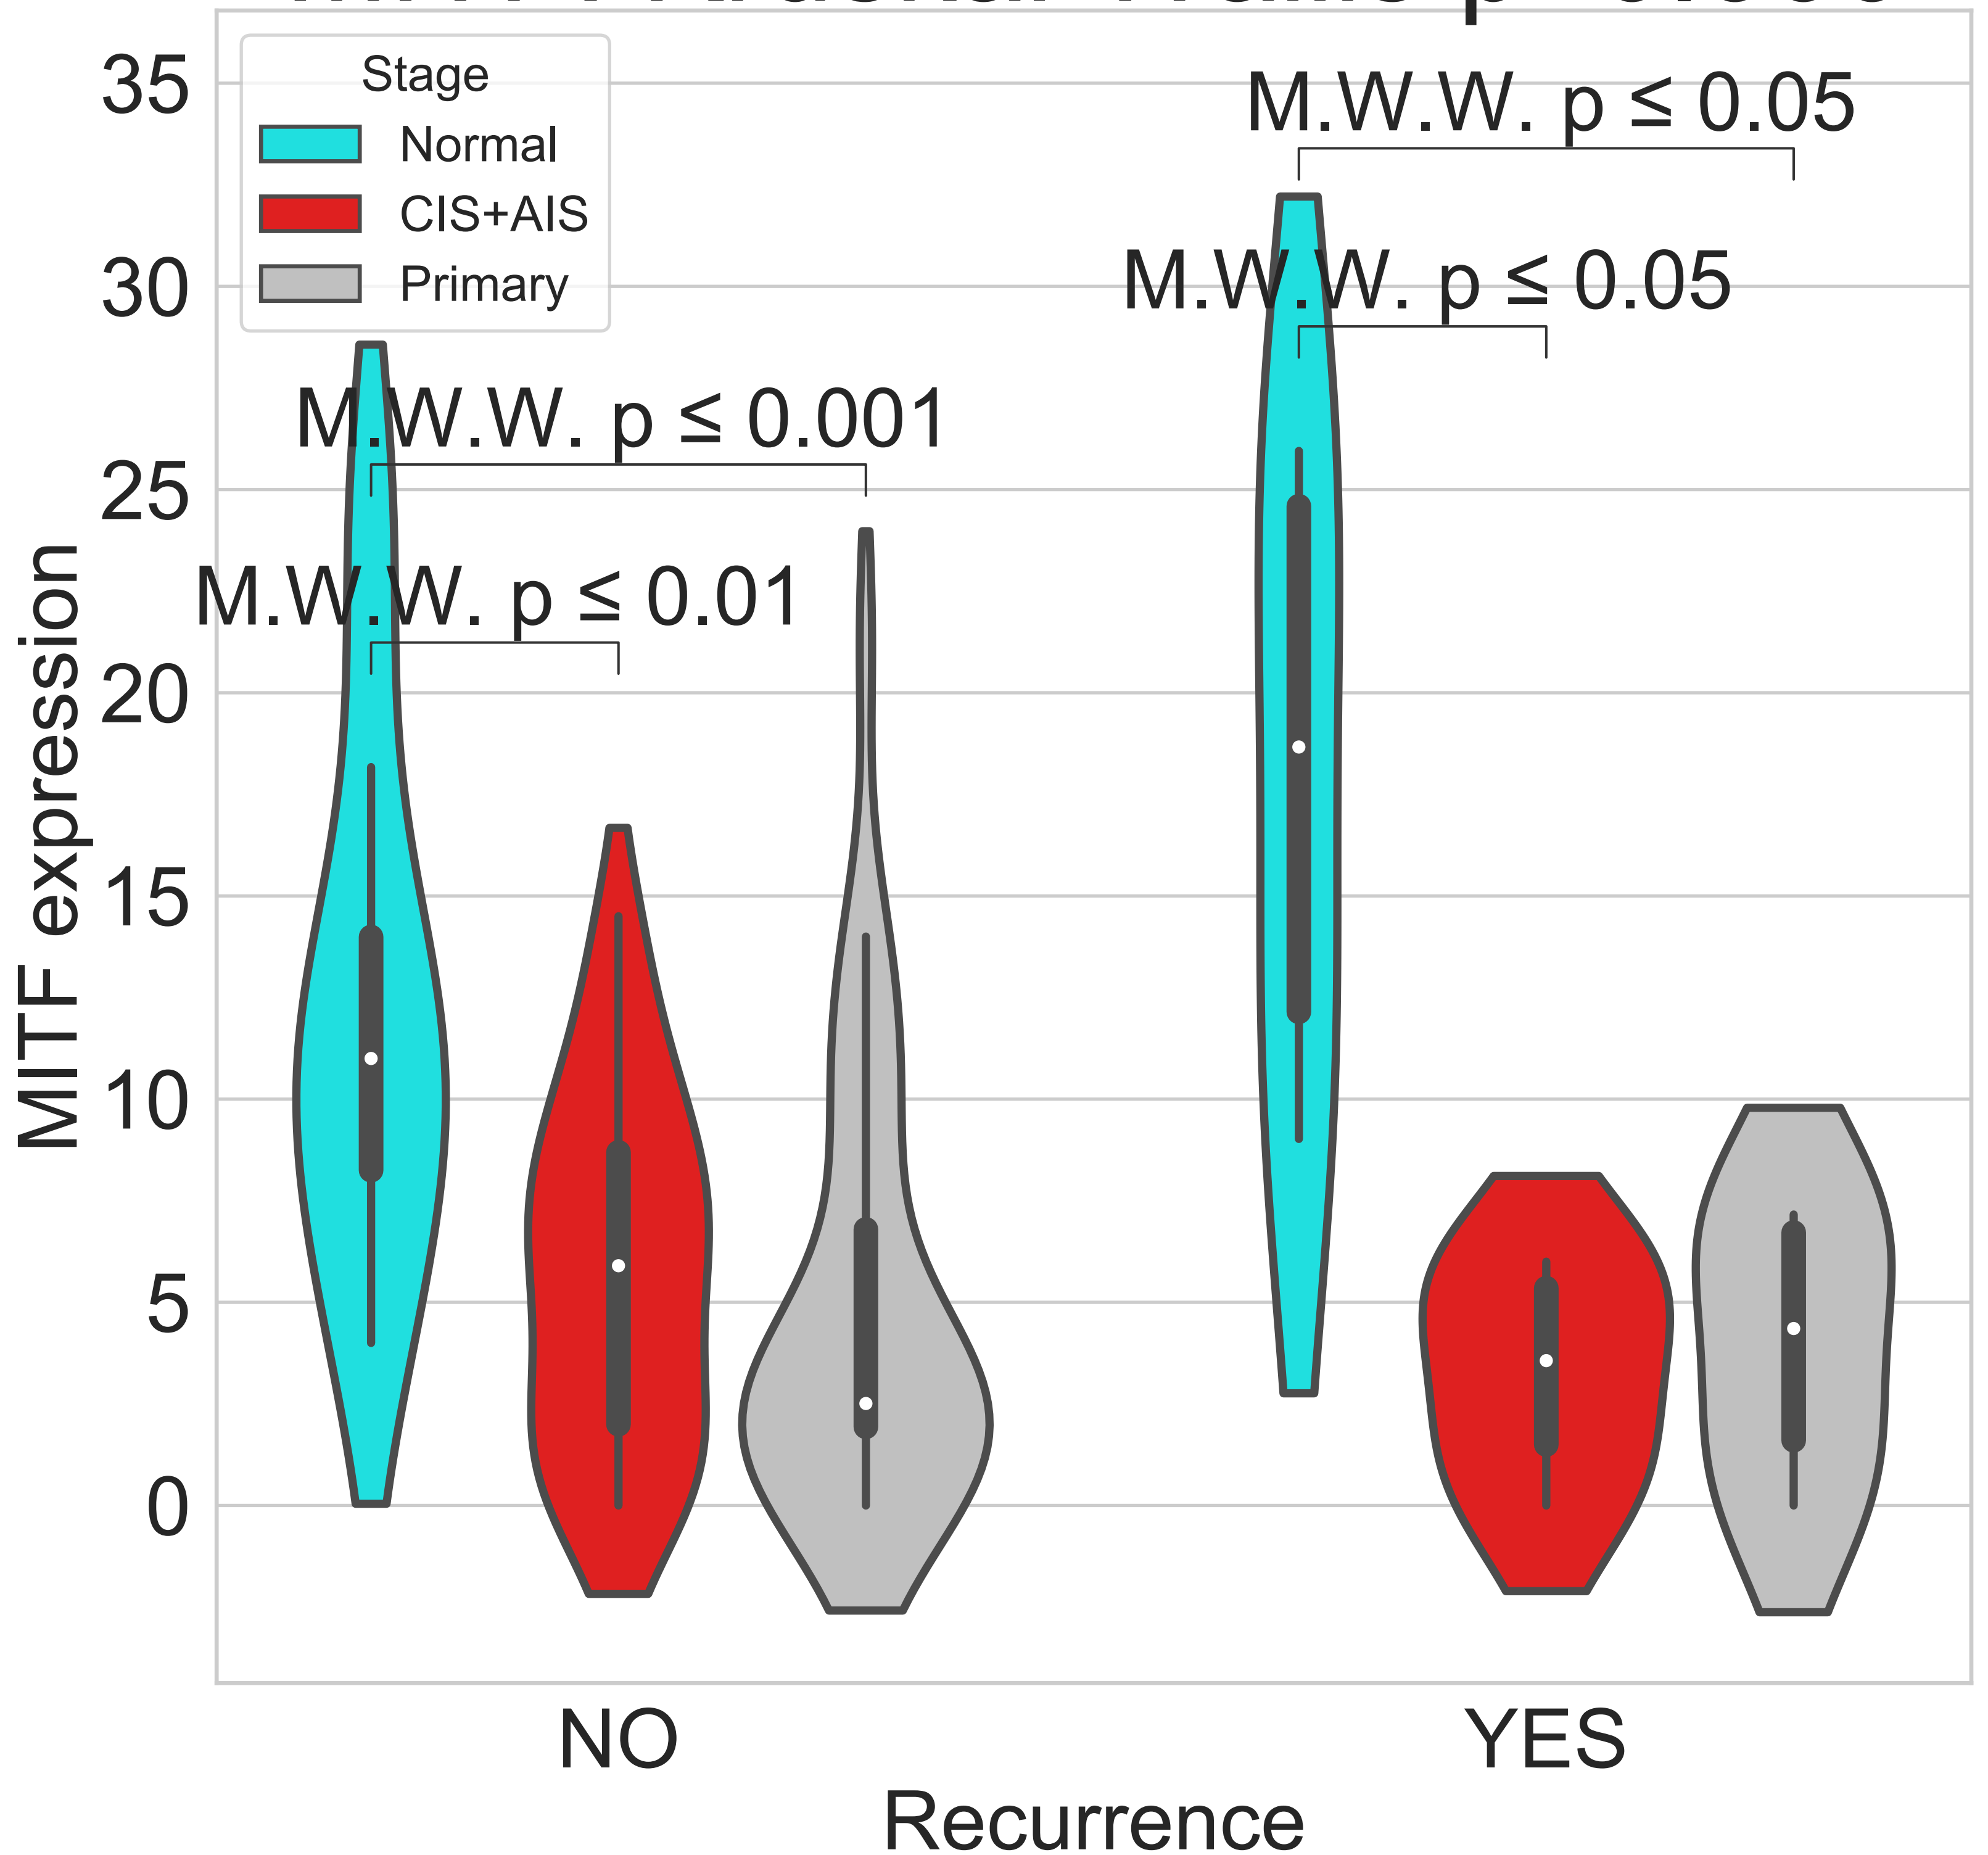 35
30
25
20
15
10
5
0
MITF expression
Stage
Normal
CIS+AIS
Primary
M.W.W. p ≤ 0.05
M.W.W. p ≤ 0.05
M.W.W. p ≤ 0.001
M.W.W. p ≤ 0.01
NO
YES
Recurrence